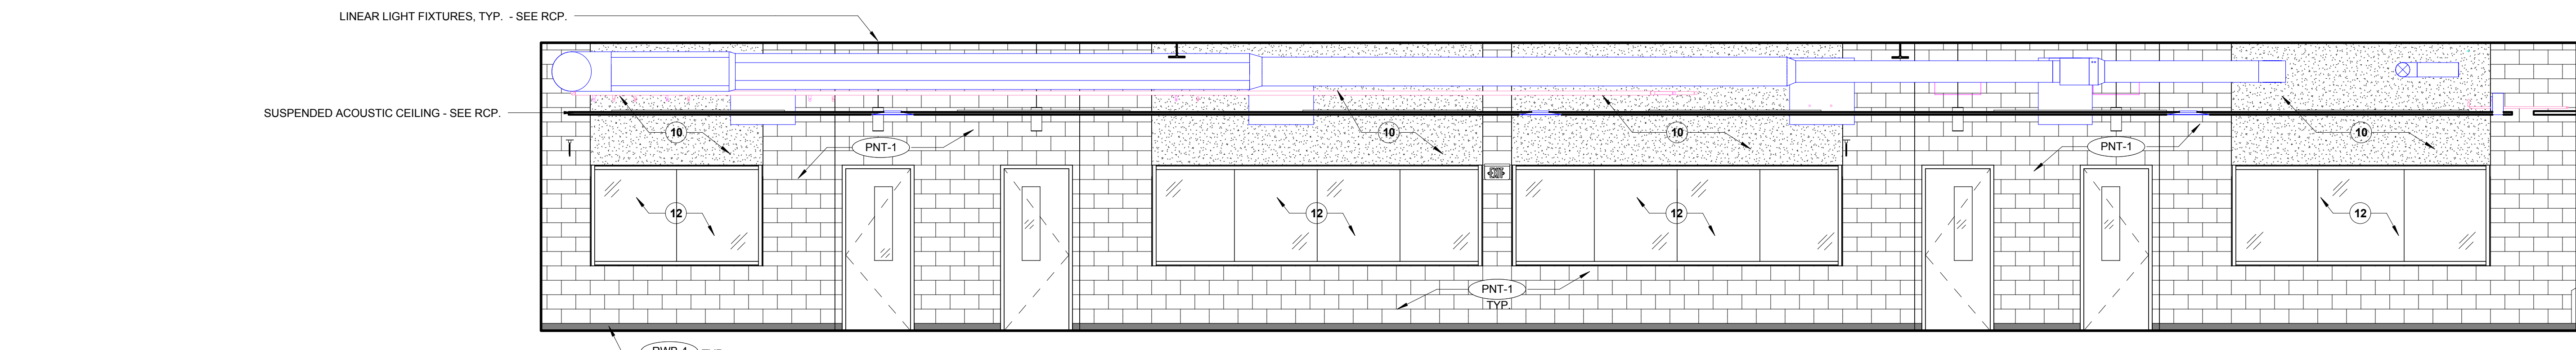 LINEAR LIGHT FIXTURES, TYP. - SEE RCP.
SUSPENDED ACOUSTIC CEILING - SEE RCP.
10
10
10
10
PNT-1
PNT-1
EXIT
12
12
12
12
PNT-1
TYP.